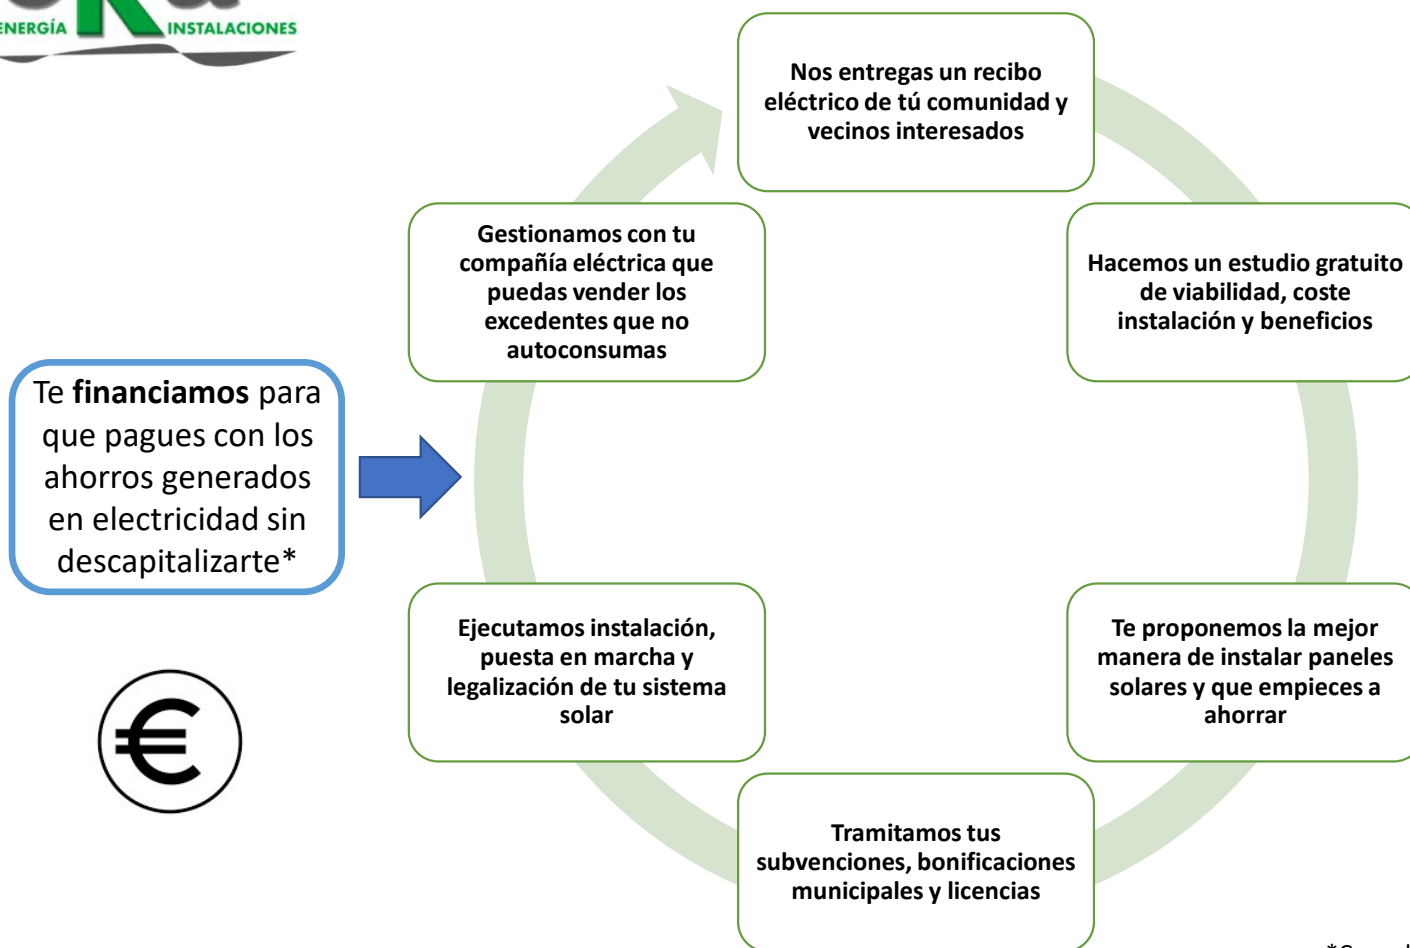 ENERGÍA INSTALACIONES
Nos entregas un recibo
eléctrico de tú comunidad y
vecinos interesados
Hacemos un estudio gratuito
de viabilidad, coste
instalación y beneficios
Te proponemos la mejor
manera de instalar paneles
solares y que empieces a
ahorrar
Tramitamos tus
subvenciones, bonificaciones
municipales y licencias
Ejecutamos instalación,
puesta en marcha y
legalización de tu sistema
solar
Gestionamos con tu
compañía eléctrica que
puedas vender los
excedentes que no
autoconsumas
Te financiamos para
que pagues con los
ahorros generados
en electricidad sin
descapitalizarte*
€